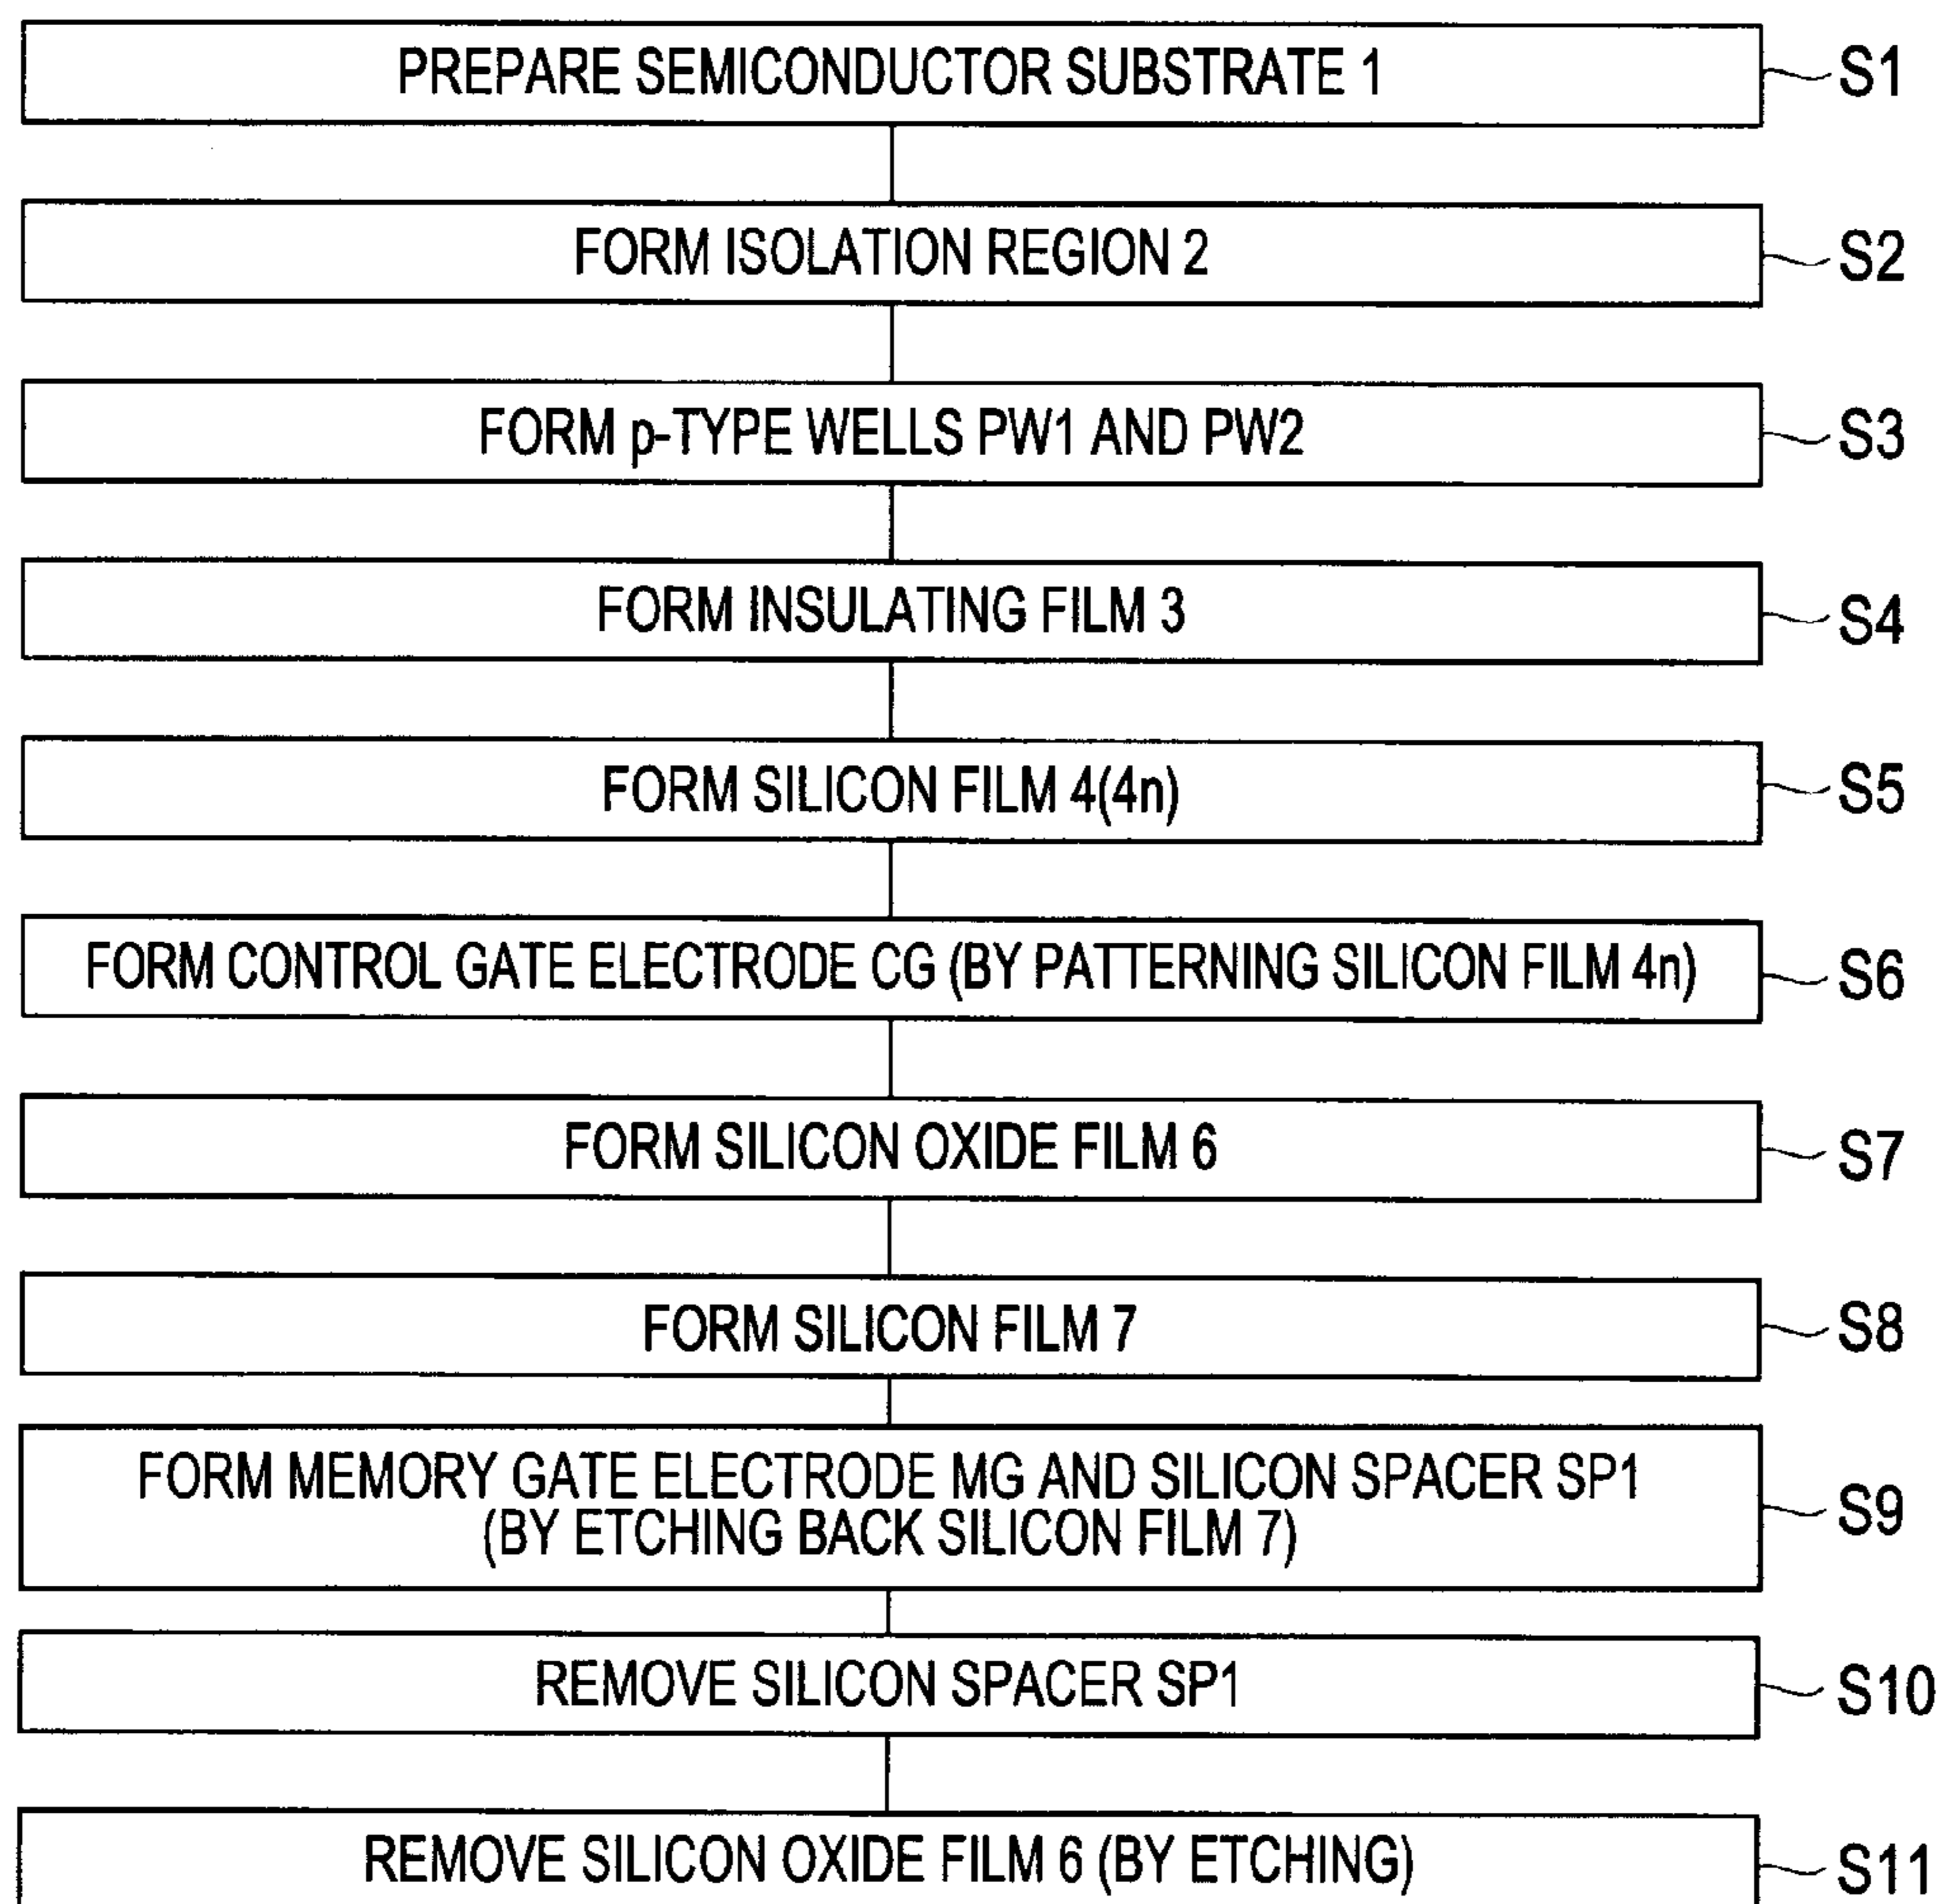 PREPARE SEMICONDUCTOR SUBSTRATE 1 S1
FORM ISOLATION REGION 2 S2
FORM p-TYPE WELLS PW1 AND PW2 S3
FORM INSULATING FILM 3 S4
FORM SILICON FILM 4(4n) S5
FORM CONTROL GATE ELECTRODE CG (BY PATTERNING SILICON FILM 4n) S6
FORM SILICON OXIDE FILM 6 S7
FORM SILICON FILM 7 S8
FORM MEMORY GATE ELECTRODE MG AND SILICON SPACER SP1
(BY ETCHING BACK SILICON FILM 7) S9
REMOVE SILICON SPACER SP1 S10
REMOVE SILICON OXIDE FILM 6 (BY ETCHING) S11